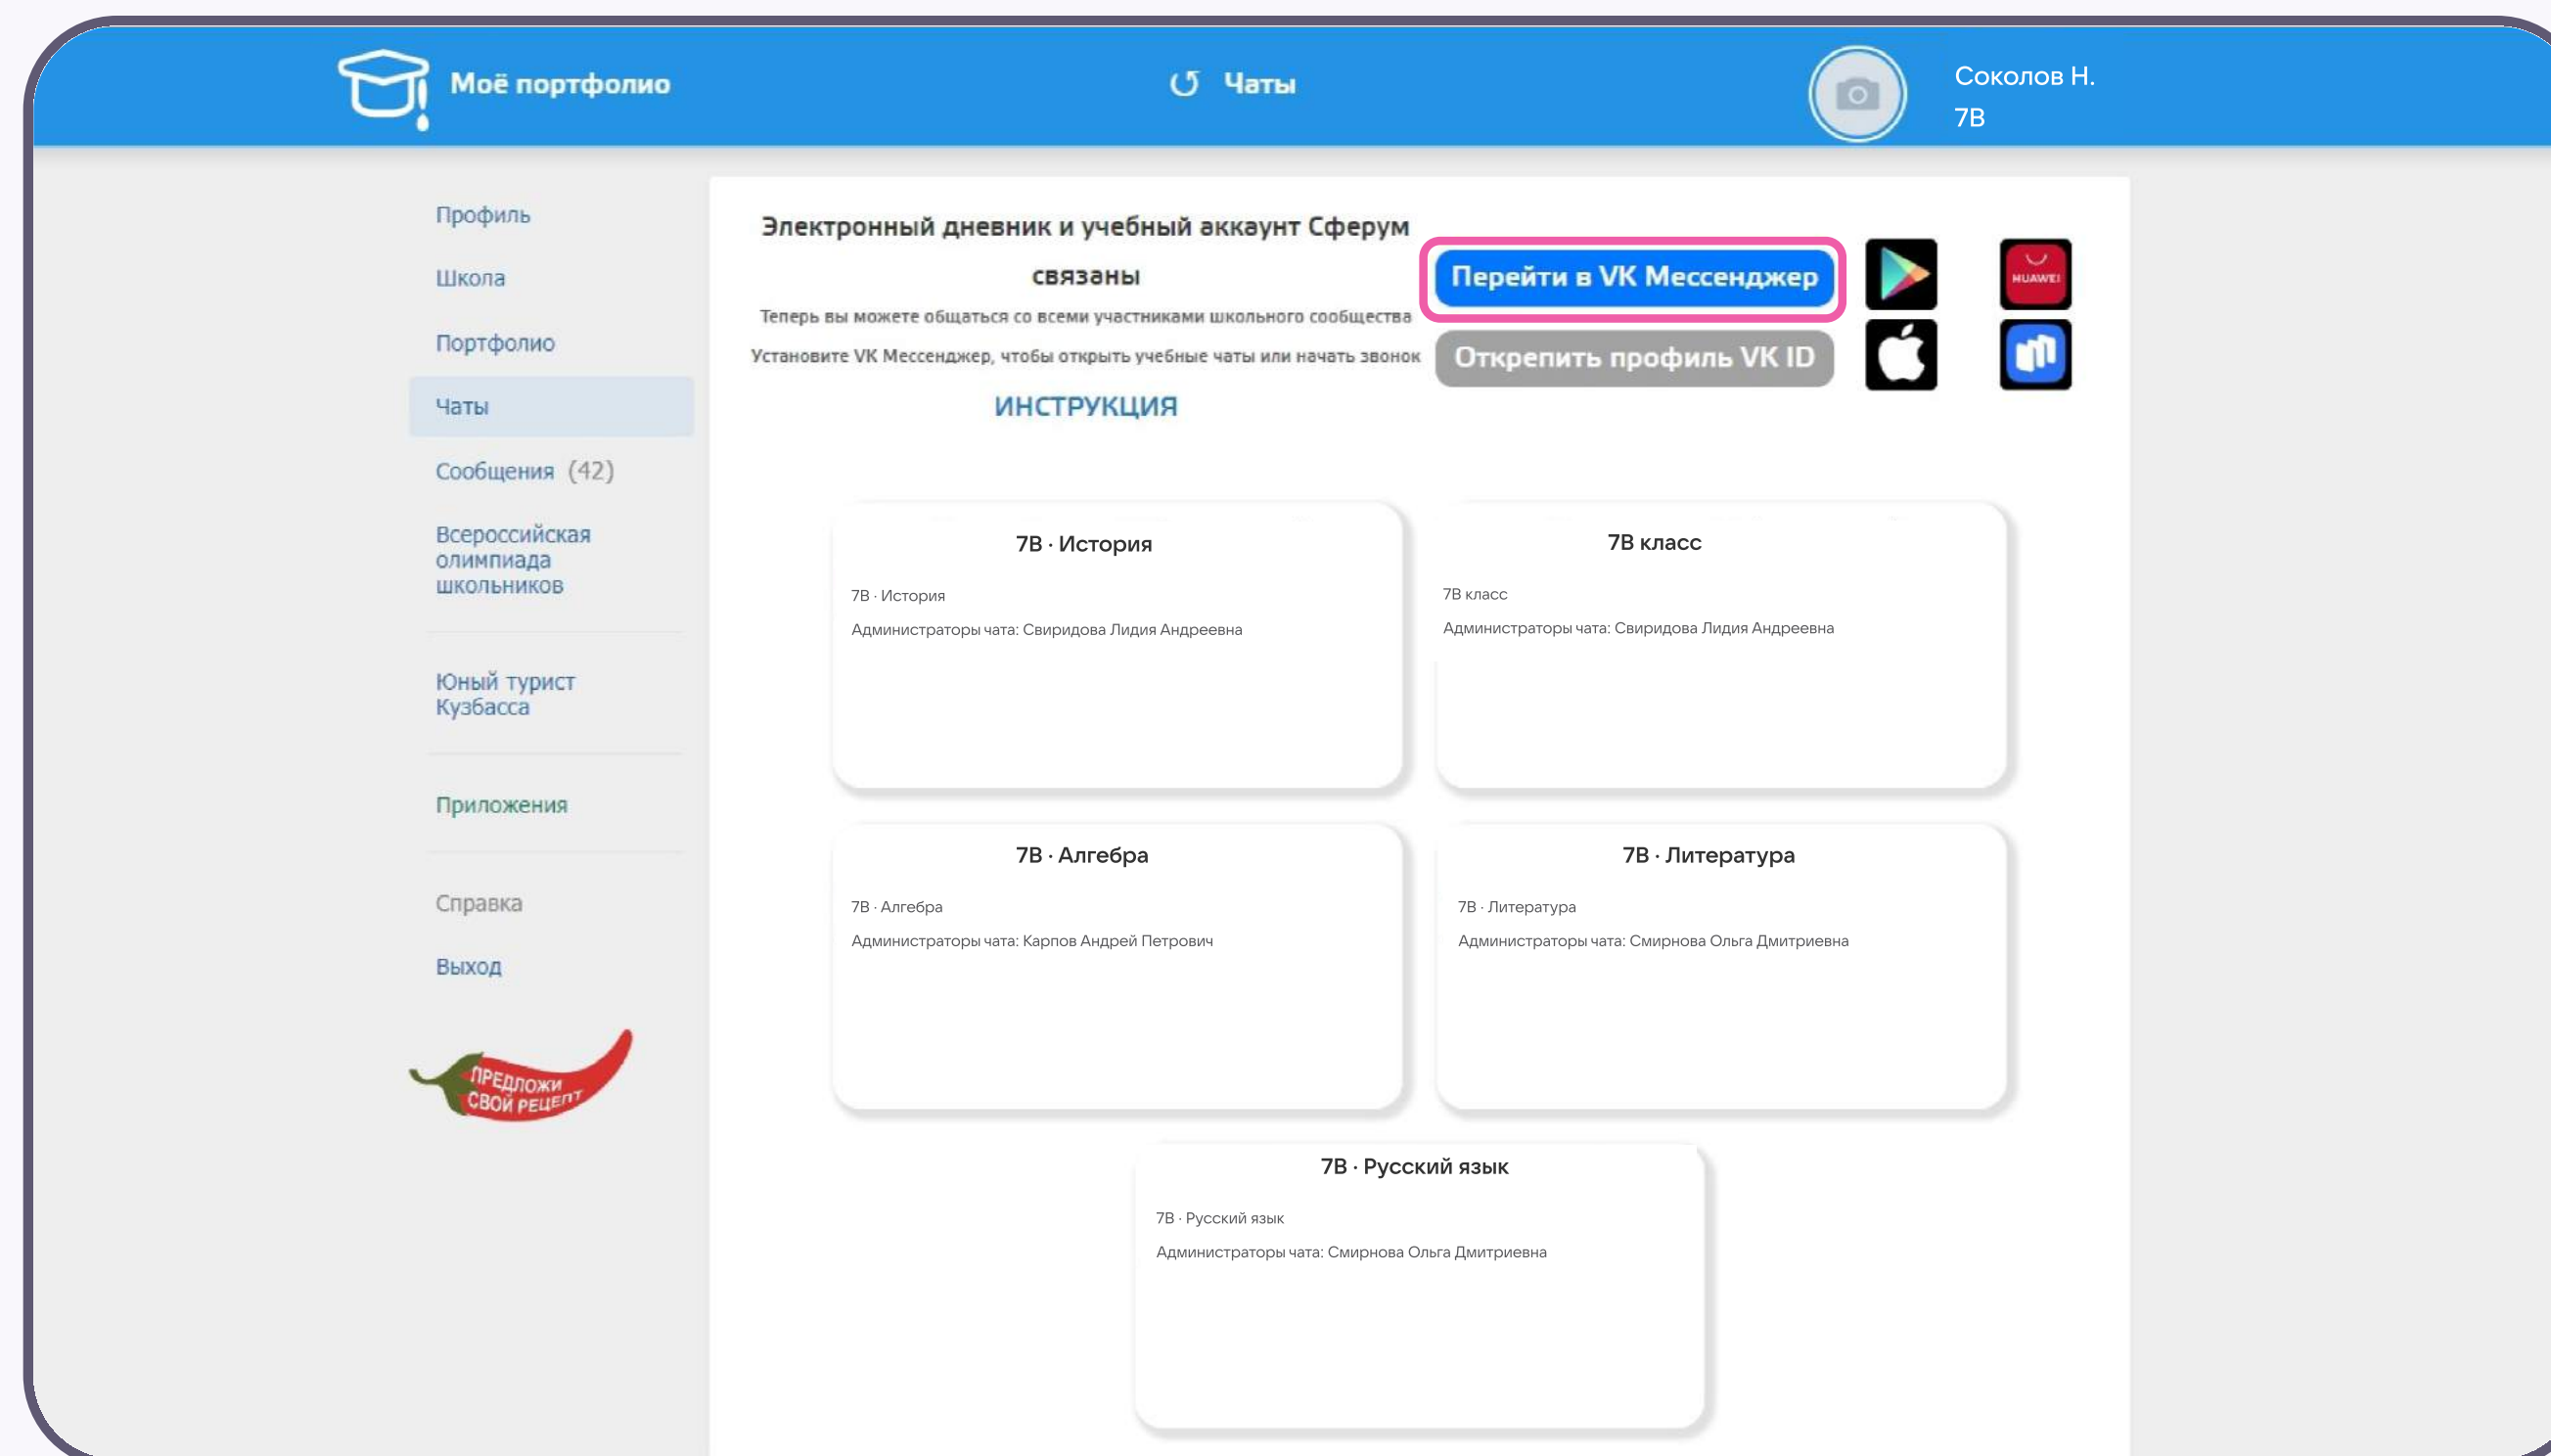 Моё портфолио
Чаты
Соколов Н.
7В
Профиль
Школа
Портфолио
Чаты
Сообщения (42)
Всероссийская
олимпиада
школьников
Юный турист
Кузбасса
Приложения
Справка
Выход
ПРЕДЛОЖИ
СВОЙ РЕЦЕПТ
Электронный дневник и учебный аккаунт Сферум
связаны
Теперь вы можете общаться со всеми участниками школьного сообщества
Установите VK Мессенджер, чтобы открыть учебные чаты или начать звонок
ИНСТРУКЦИЯ
Перейти в VK Мессенджер
Открепить профиль VK ID
HUAWEI
7В · История
7В · История
Администраторы чата: Свиридова Лидия Андреевна
7В класс
7В класс
Администраторы чата: Свиридова Лидия Андреевна
7В · Алгебра
7В · Алгебра
Администраторы чата: Карпов Андрей Петрович
7В · Литература
7В · Литература
Администраторы чата: Смирнова Ольга Дмитриевна
7В · Русский язык
7В · Русский язык
Администраторы чата: Смирнова Ольга Дмитриевна